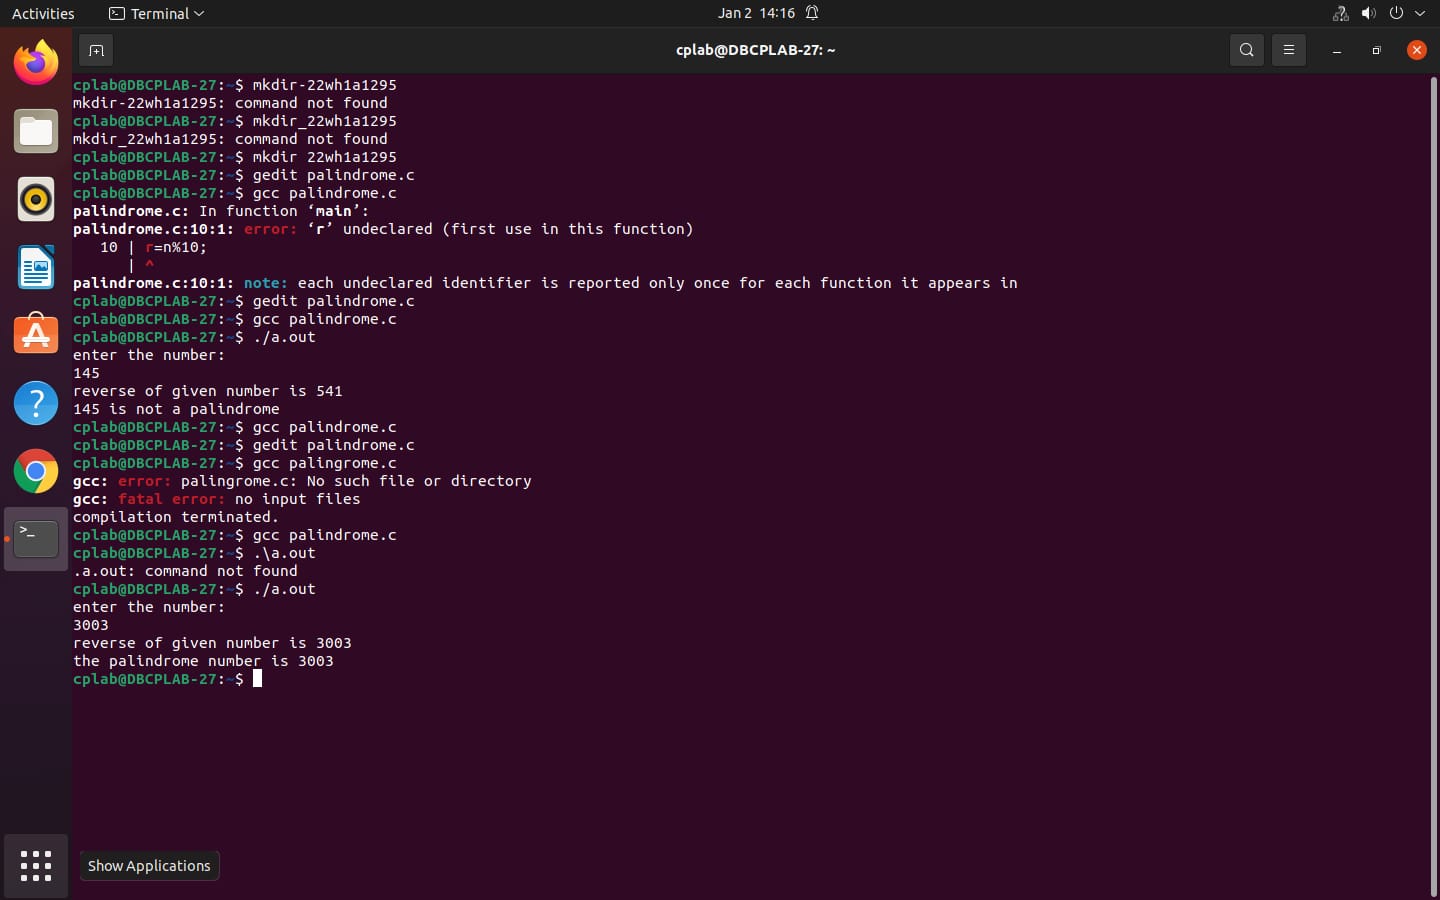 Activities
Terminal
Jan 2 14:16
cplab@DBCPLAB-27: ~
cplab@DBCPLAB-27:~$ mkdir-22wh1a1295
mkdir-22wh1a1295: command not found
cplab@DBCPLAB-27:~$ mkdir_22wh1a1295
mkdir_22wh1a1295: command not found
cplab@DBCPLAB-27:~$ mkdir 22wh1a1295
cplab@DBCPLAB-27:~$ gedit palindrome.c
cplab@DBCPLAB-27:~$ gcc palindrome.c
palindrome.c: In function ‘main’:
palindrome.c:10:1: error: ‘r’ undeclared (first use in this function)
   10 | r=n%10;
      | ^
palindrome.c:10:1: note: each undeclared identifier is reported only once for each function it appears in
cplab@DBCPLAB-27:~$ gedit palindrome.c
cplab@DBCPLAB-27:~$ gcc palindrome.c
cplab@DBCPLAB-27:~$ ./a.out
enter the number:
145
reverse of given number is 541
145 is not a palindrome
cplab@DBCPLAB-27:~$ gcc palindrome.c
cplab@DBCPLAB-27:~$ gedit palindrome.c
cplab@DBCPLAB-27:~$ gcc palingrome.c
gcc: error: palingrome.c: No such file or directory
gcc: fatal error: no input files
compilation terminated.
cplab@DBCPLAB-27:~$ gcc palindrome.c
cplab@DBCPLAB-27:~$ .\a.out
.a.out: command not found
cplab@DBCPLAB-27:~$ ./a.out
enter the number:
3003
reverse of given number is 3003
the palindrome number is 3003
cplab@DBCPLAB-27:~$
Show Applications